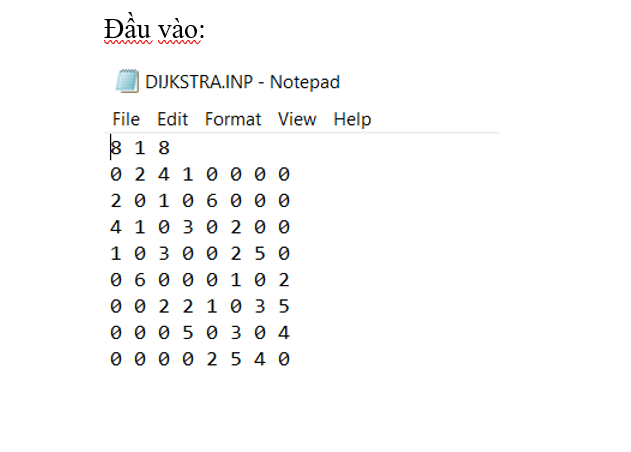 Đầu vào:
DIJKSTRA.INP - Notepad
File Edit Format View Help
8 1 8
0 2 4 1 0 0 0 0
2 0 1 0 6 0 0 0
4 1 0 3 0 2 0 0
1 0 3 0 0 2 5 0
0 6 0 0 0 1 0 2
0 0 2 2 1 0 3 5
0 0 0 5 0 3 0 4
0 0 0 0 2 5 4 0